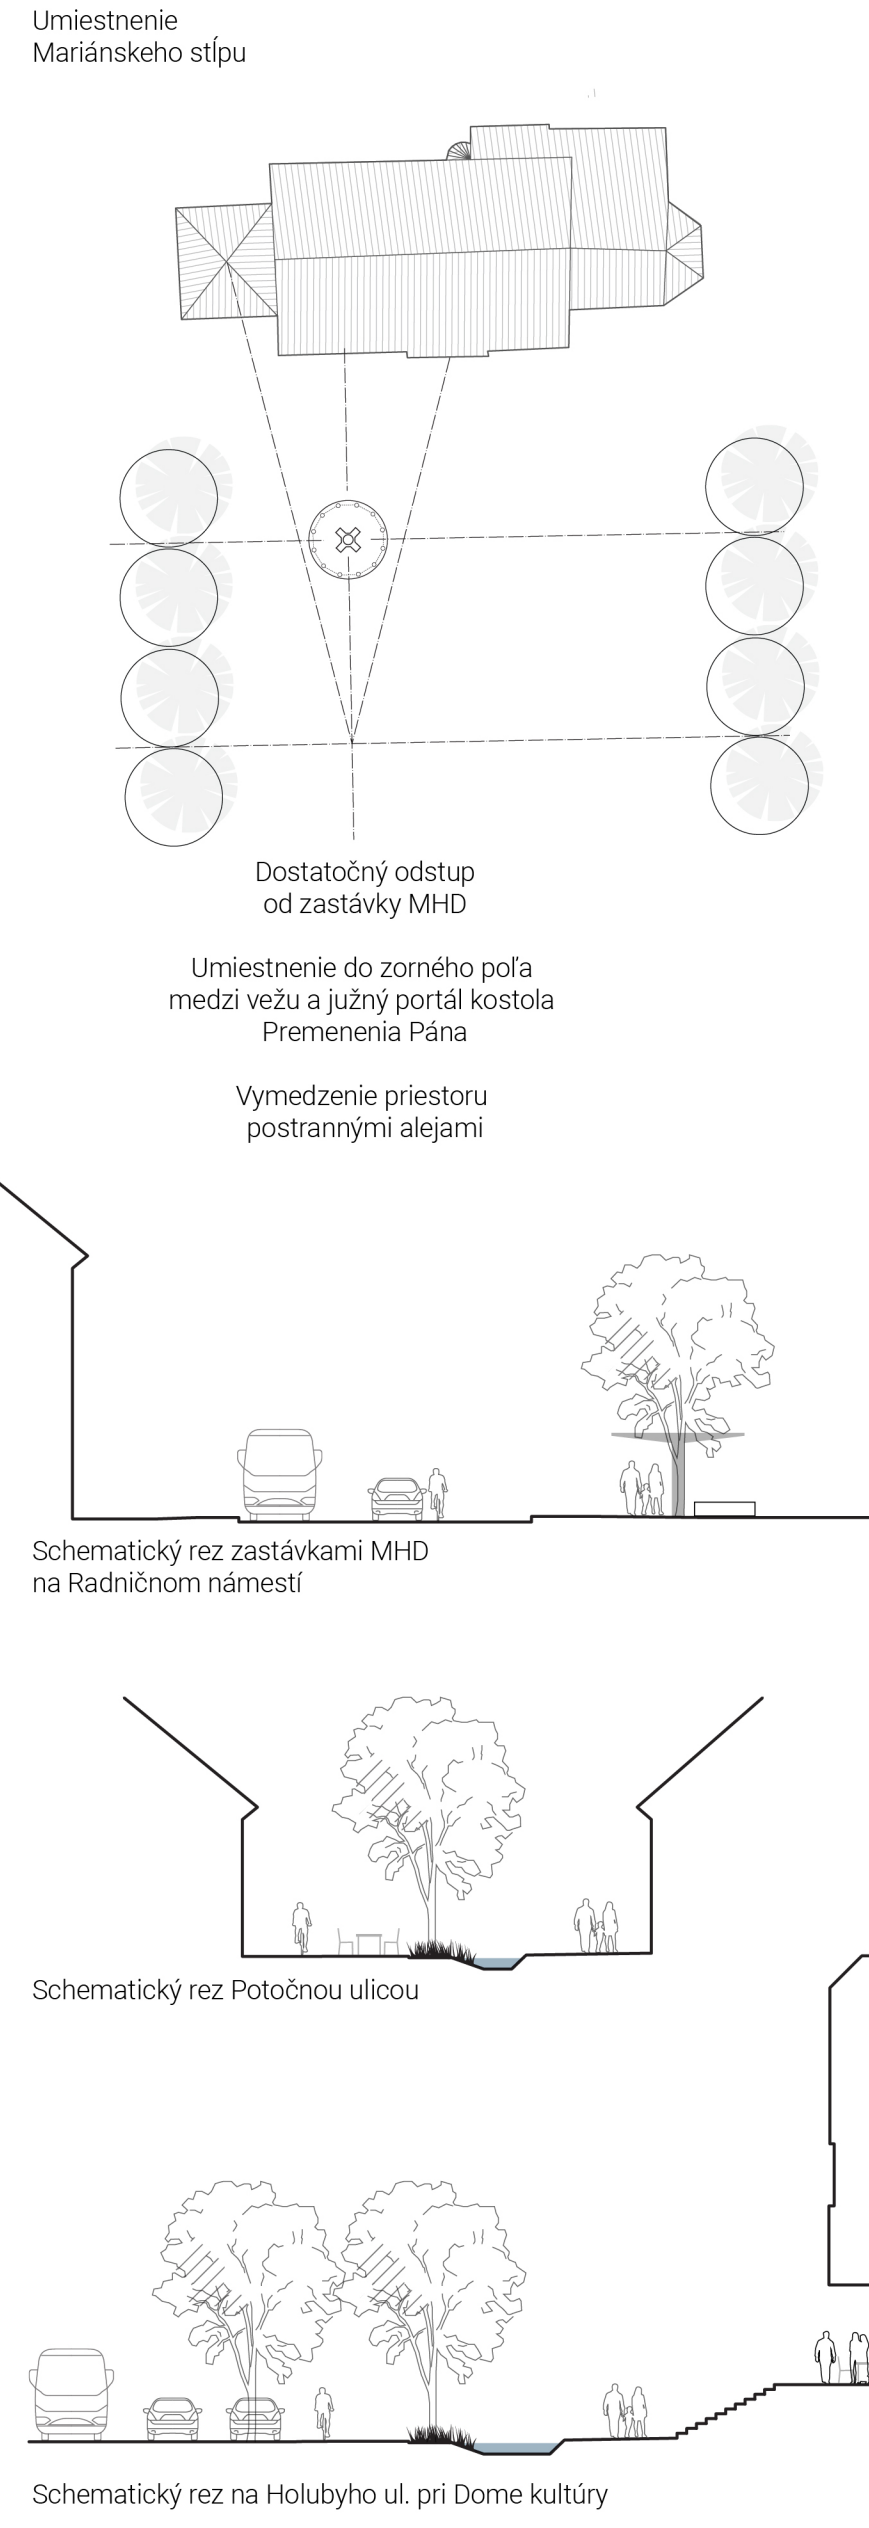 Umiestnenie
Mariánskeho stĺpu
Dostatočný odstup
od zastávky MHD
Umiestnenie do zorného poľa
medzi vežu a južný portál kostola
Premenenia Pána
Vymedzenie priestoru
postrannými alejami
Schematický rez zastávkami MHD
na Radničnom námestí
Schematický rez Potočnou ulicou
Schematický rez na Holubyho ul. pri Dome kultúry